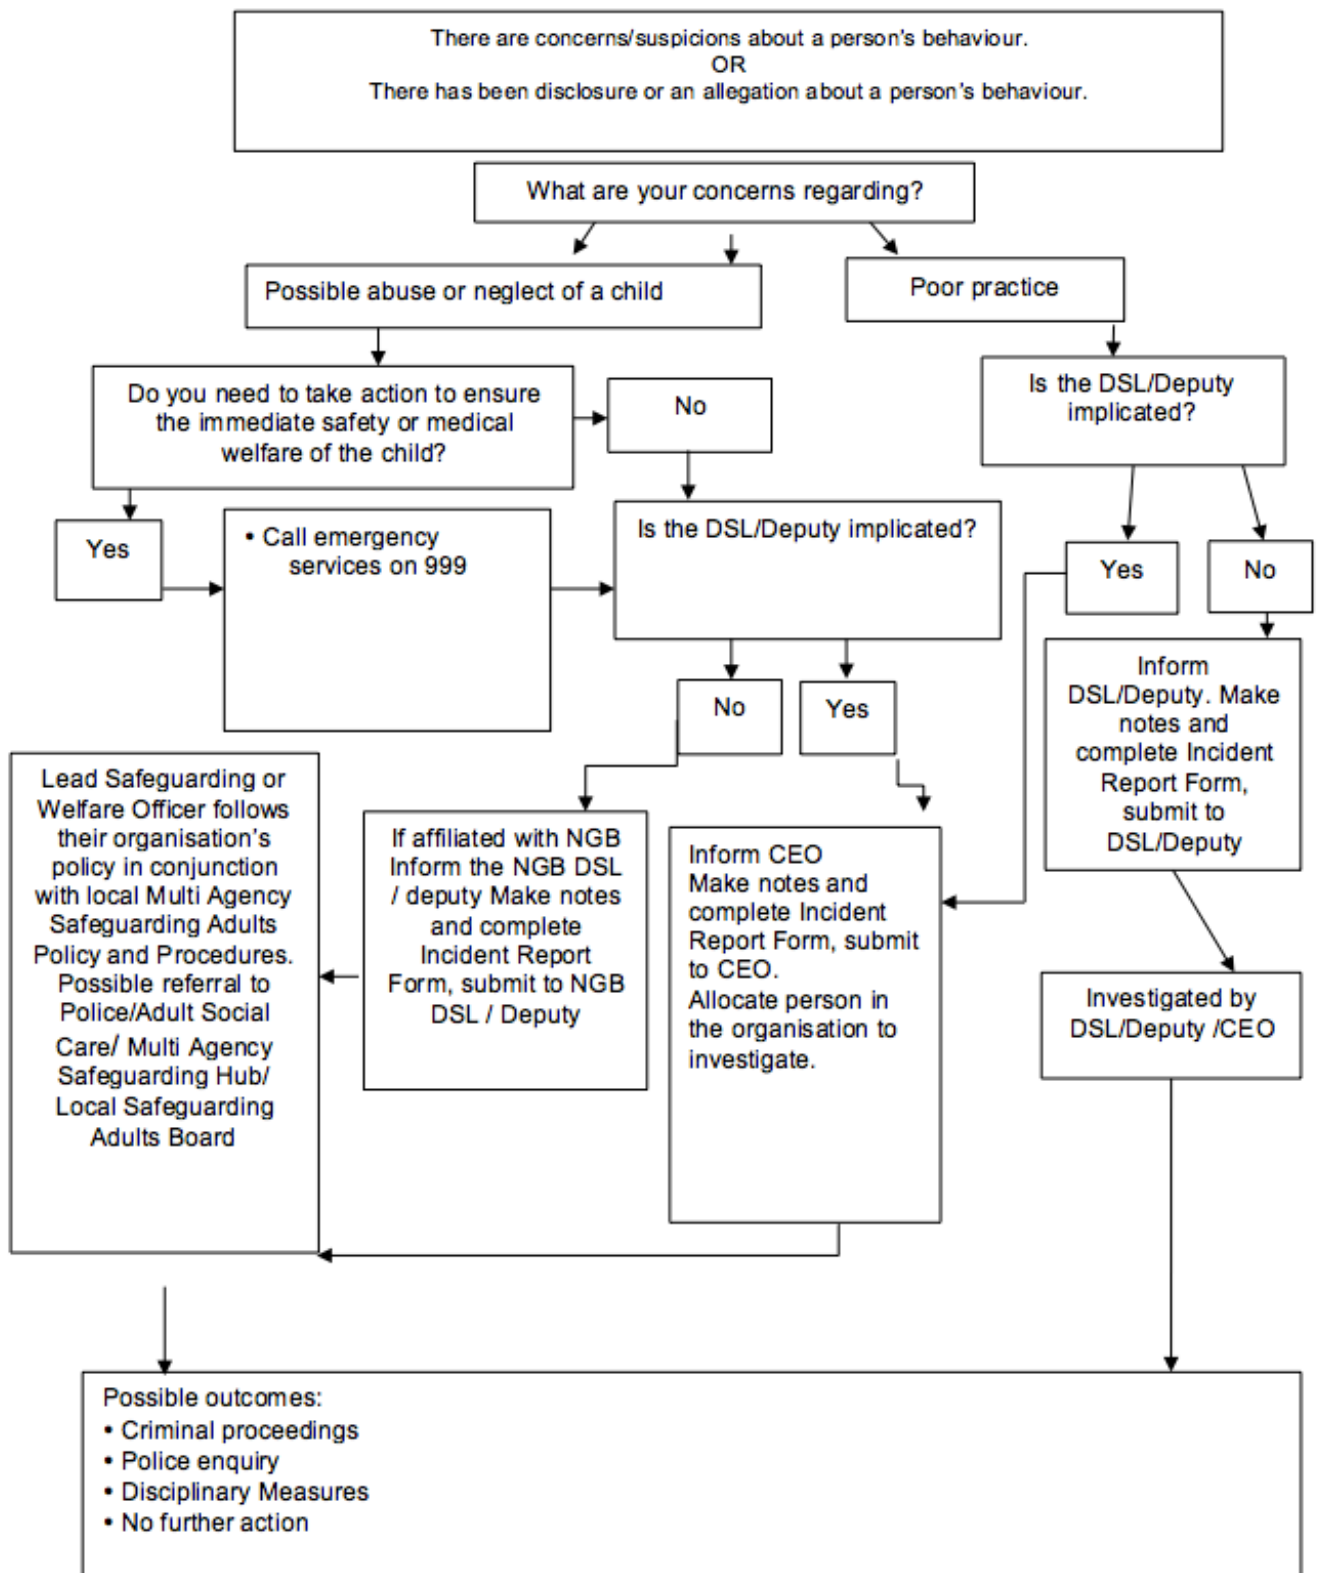 There are concerns/suspicions about a person's behaviour.
OR
There has been disclosure or an allegation about a person's behaviour.
What are your concerns regarding?
Possible abuse or neglect of a child
Poor practice
Do you need to take action to ensure
the immediate safety or medical
welfare of the child?
No
Is the DSL/Deputy
implicated?
Yes
• Call emergency
services on 999
Is the DSL/Deputy implicated?
Yes
No
No
Yes
Inform
DSL/Deputy. Make
notes and
complete Incident
Report Form,
submit to
DSL/Deputy
Lead Safeguarding or
Welfare Officer follows
their organisation's
policy in conjunction
with local Multi Agency
Safeguarding Adults
Policy and Procedures.
Possible referral to
Police/Adult Social
Care/ Multi Agency
Safeguarding Hub/
Local Safeguarding
Adults Board
If affiliated with NGB
Inform the NGB DSL
/ deputy Make notes
and complete
Incident Report
Form, submit to NGB
DSL / Deputy
Inform CEO
Make notes and
complete Incident
Report Form, submit
to CEO.
Allocate person in
the organisation to
investigate.
Investigated by
DSL/Deputy /CEO
Possible outcomes:
• Criminal proceedings
• Police enquiry
• Disciplinary Measures
• No further action